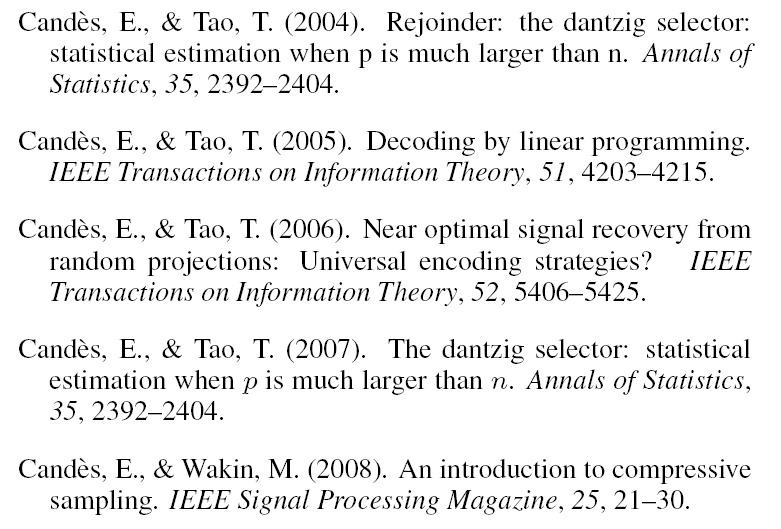 Candès, E., & Tao, T. (2004). Rejoinder: the dantzig selector:
statistical estimation when p is much larger than n. Annals of
Statistics, 35, 2392–2404.
Candès, E., & Tao, T. (2005). Decoding by linear programming.
IEEE Transactions on Information Theory, 51, 4203–4215.
Candès, E., & Tao, T. (2006). Near optimal signal recovery from
random projections: Universal encoding strategies? IEEE
Transactions on Information Theory, 52, 5406–5425.
Candès, E., & Tao, T. (2007). The dantzig selector: statistical
estimation when p is much larger than n. Annals of Statistics,
35, 2392–2404.
Candès, E., & Wakin, M. (2008). An introduction to compressive
sampling. IEEE Signal Processing Magazine, 25, 21–30.